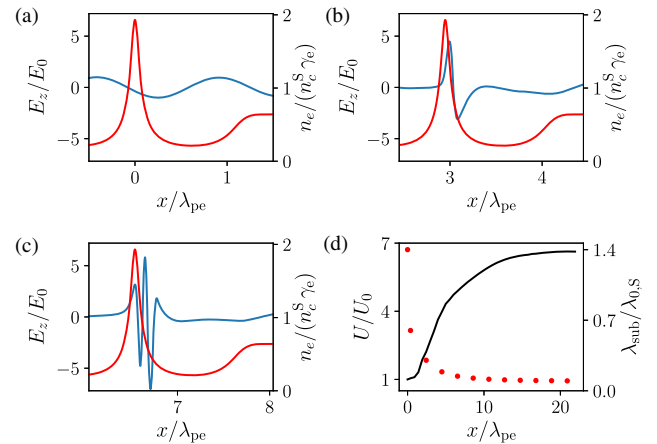 (a)
5
0
−5
E_z/E_0
2
1
0
n_e/(n_c^S γ_e)
0
1
x/λ_pe
(b)
5
0
−5
E_z/E_0
2
1
0
n_e/(n_c^S γ_e)
3
4
x/λ_pe
(c)
5
0
−5
E_z/E_0
2
1
0
n_e/(n_c^S γ_e)
7
8
x/λ_pe
(d)
7
4
1
U/U_0
1.4
0.7
0.0
λ_sub/λ_0,S
0
10
20
x/λ_pe